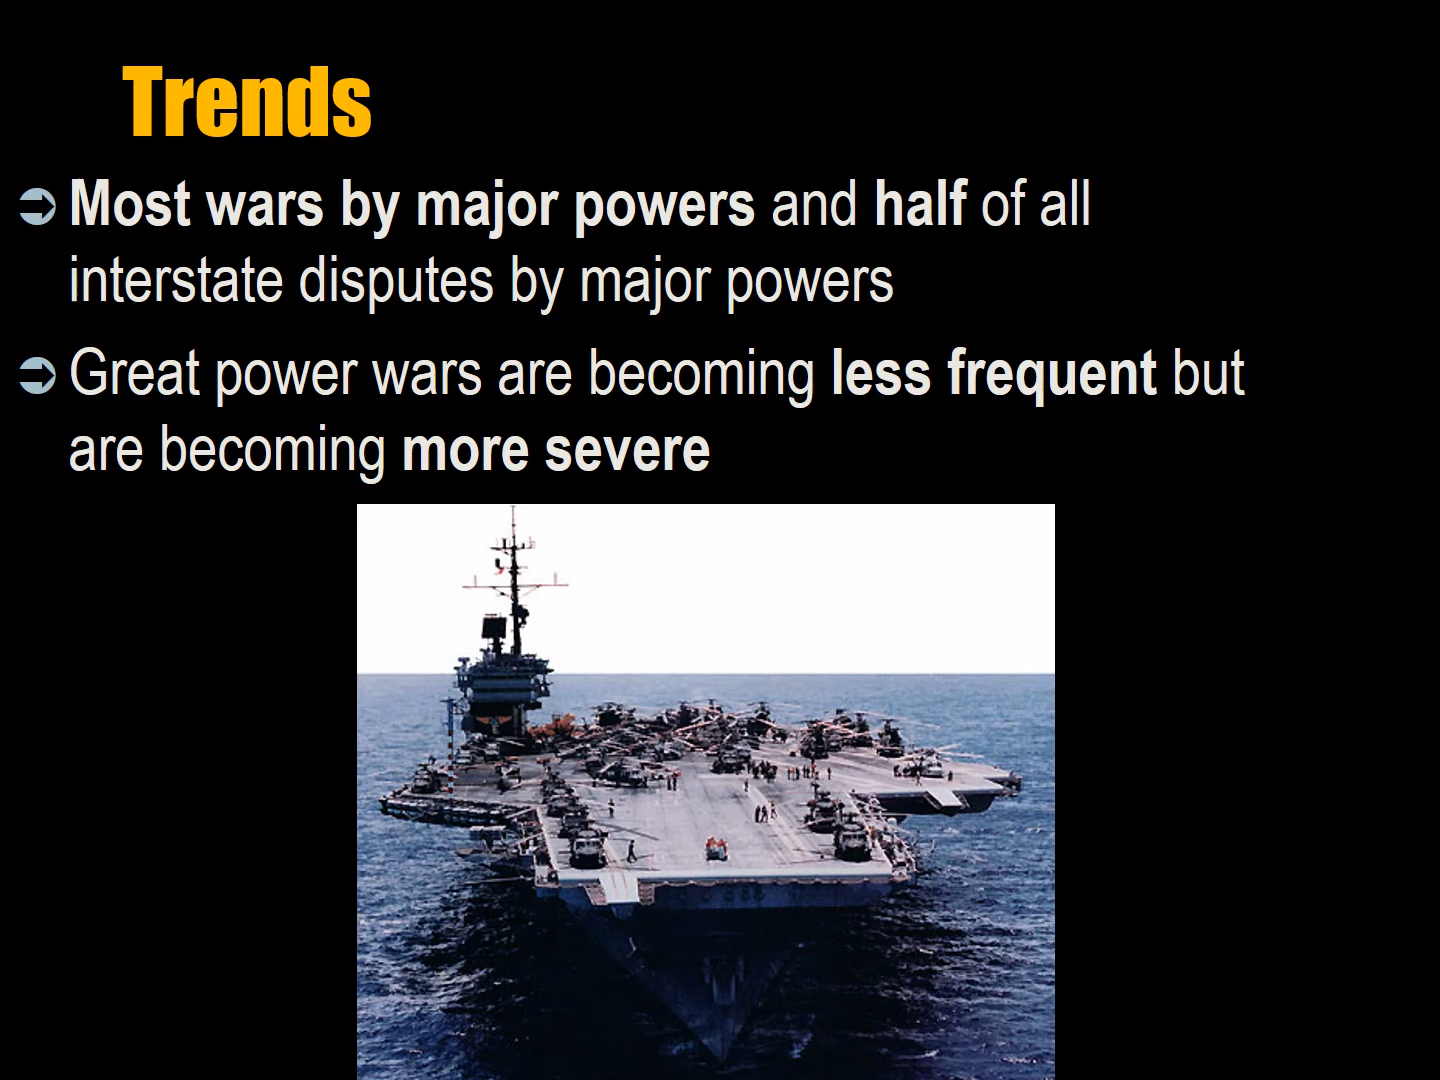 Trends
Most wars by major powers and half of all
interstate disputes by major powers
Great power wars are becoming less frequent but
are becoming more severe